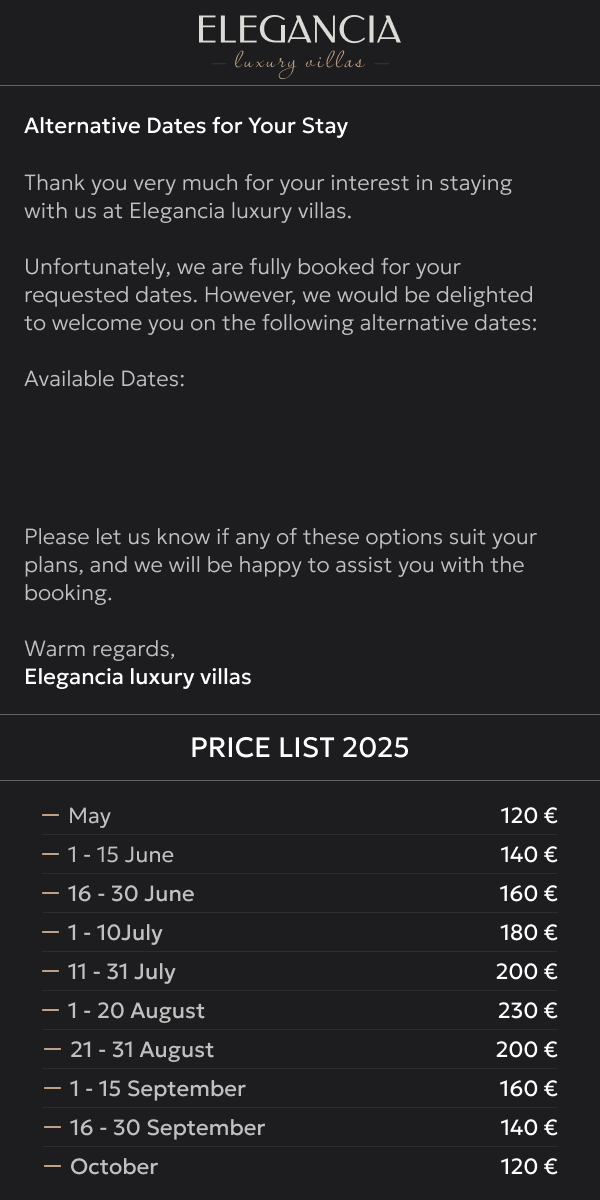 ELEGANCIA
luxury villas
Alternative Dates for Your Stay
Thank you very much for your interest in staying
with us at Elegancia luxury villas.
Unfortunately, we are fully booked for your
requested dates. However, we would be delighted
to welcome you on the following alternative dates:
Available Dates:
Please let us know if any of these options suit your
plans, and we will be happy to assist you with the
booking.
Warm regards,
Elegancia luxury villas
PRICE LIST 2025
— May 120 €
— 1 - 15 June 140 €
— 16 - 30 June 160 €
— 1 - 10July 180 €
— 11 - 31 July 200 €
— 1 - 20 August 230 €
— 21 - 31 August 200 €
— 1 - 15 September 160 €
— 16 - 30 September 140 €
— October 120 €